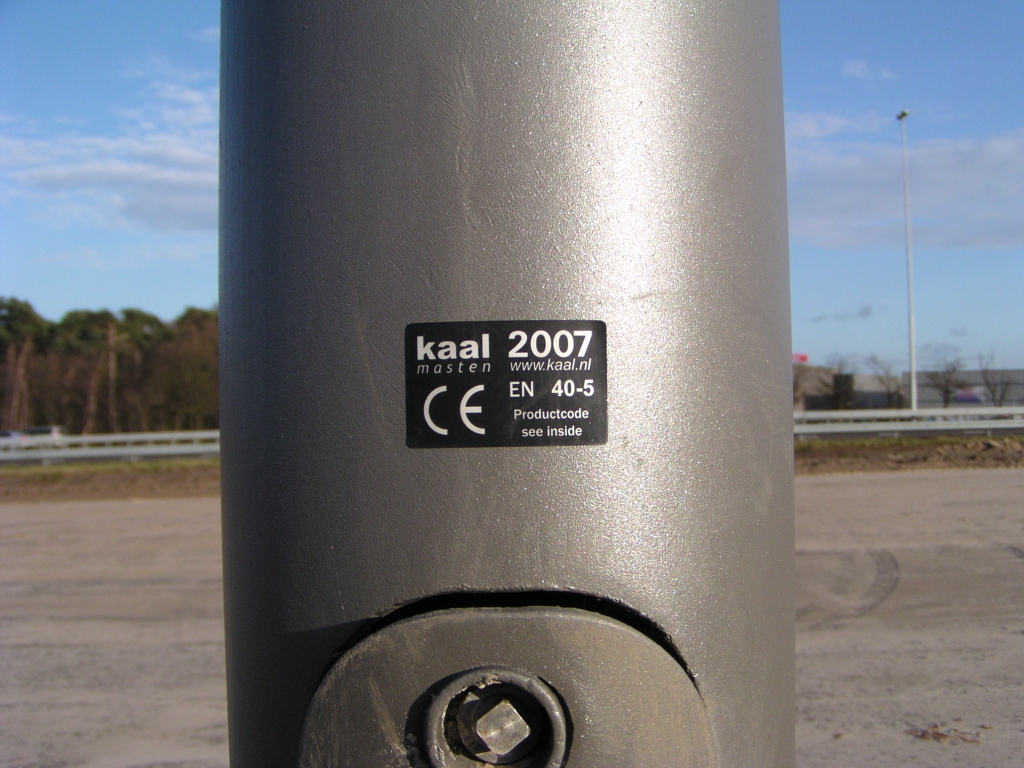 kaal 2007
masten www.kaal.nl
CE EN 40-5
Productcode
see inside